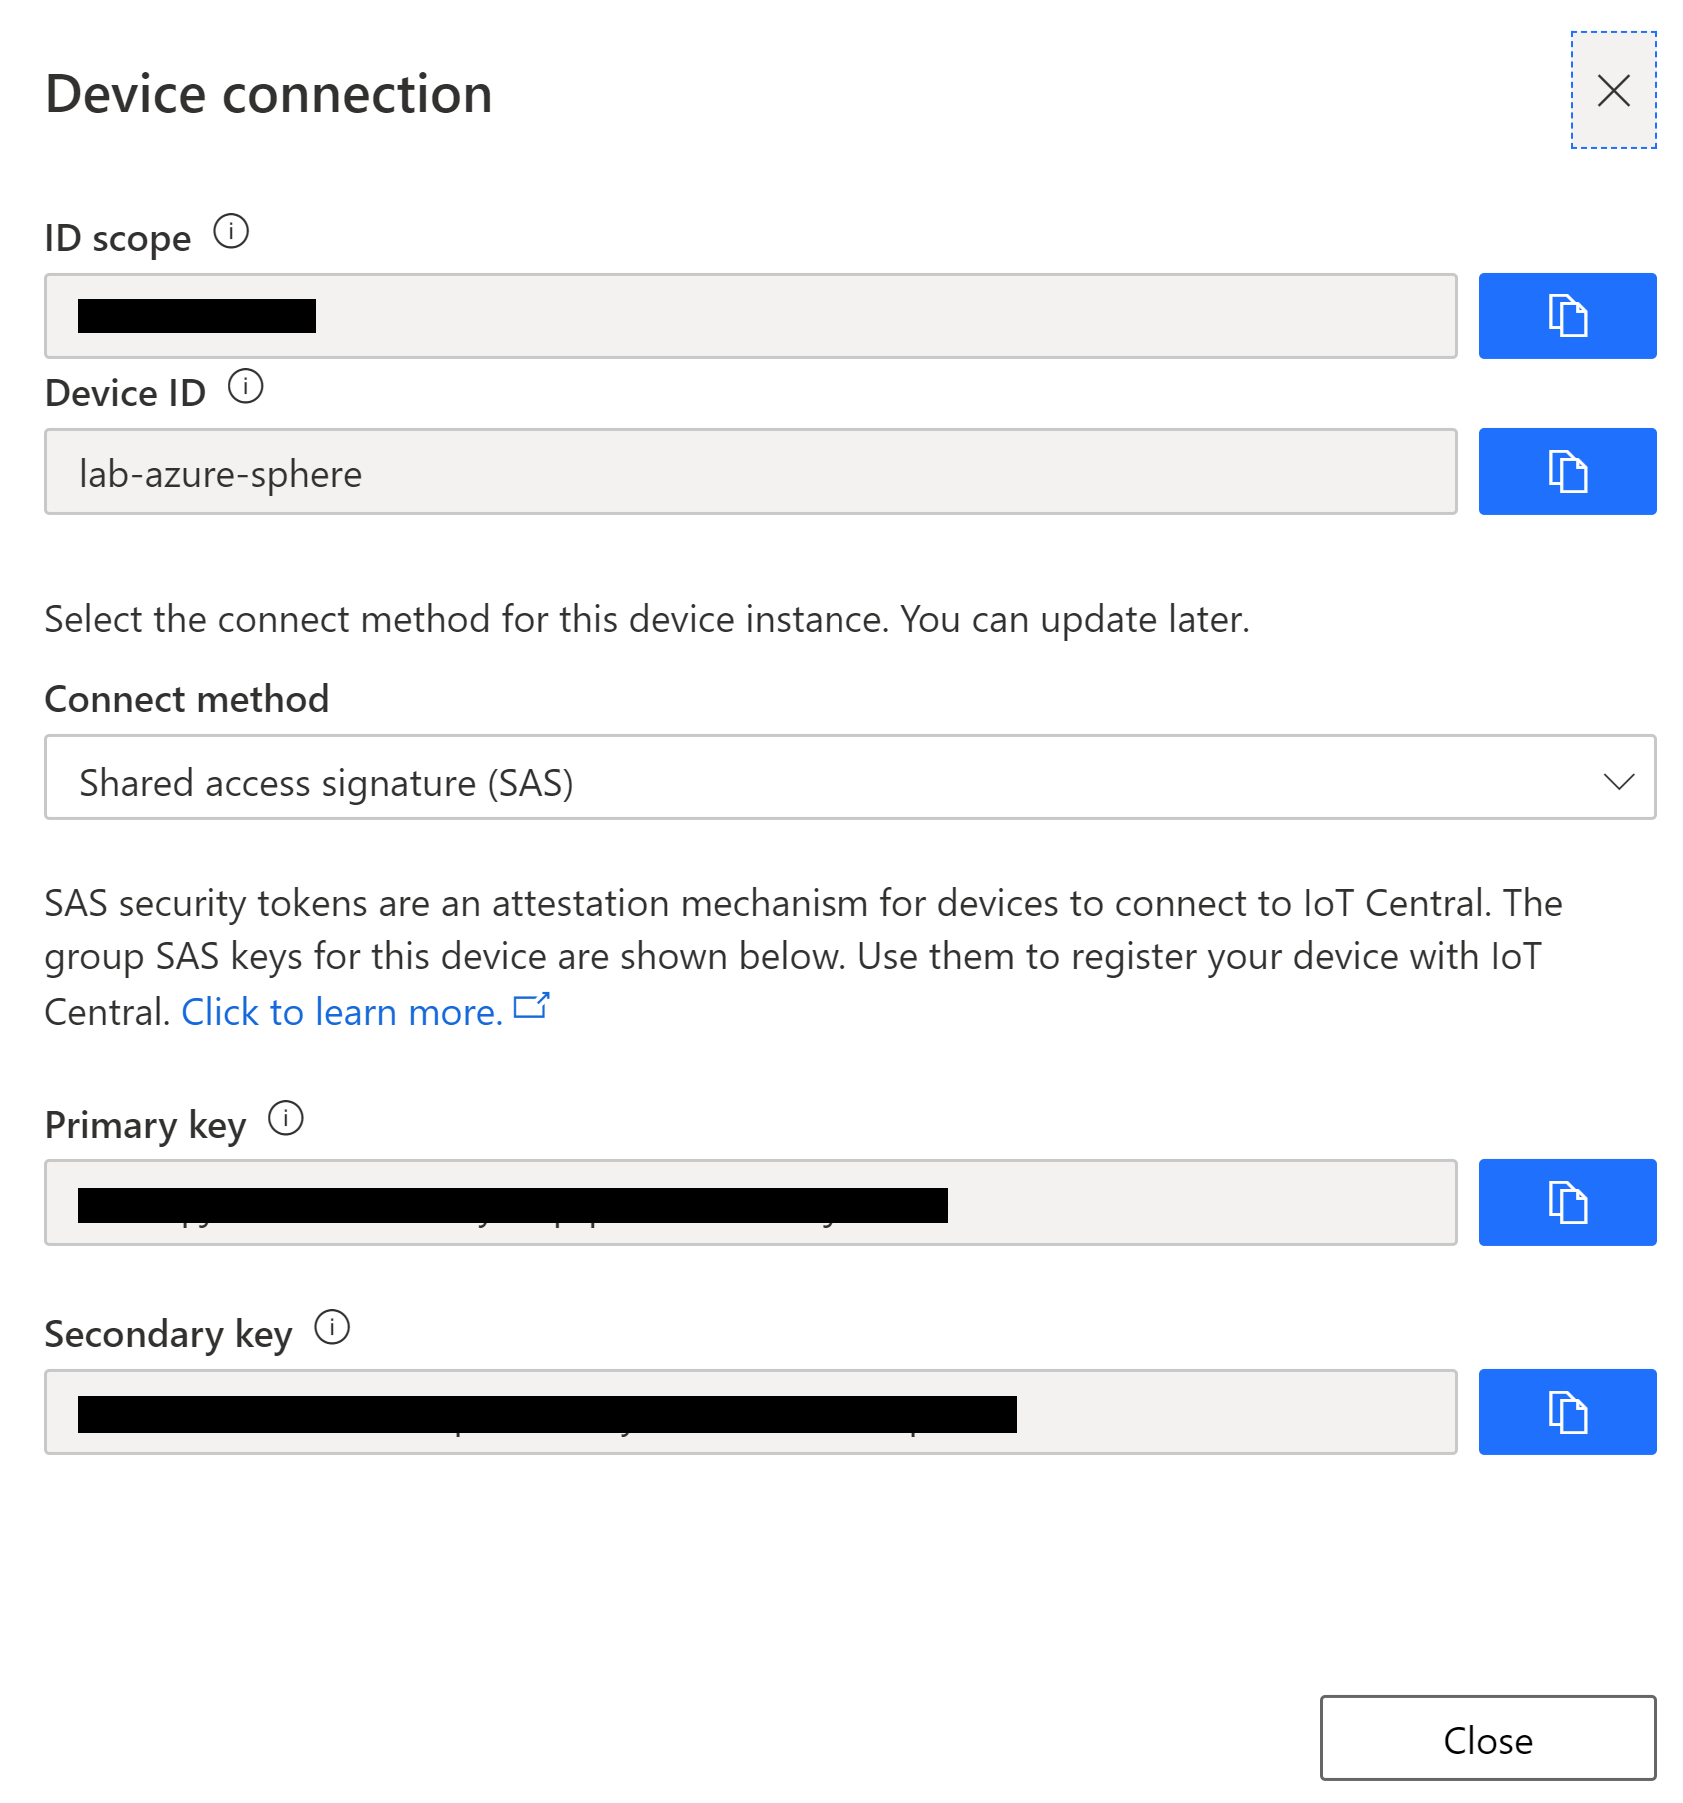 Device connection
ID scope
Device ID
lab-azure-sphere
Select the connect method for this device instance. You can update later.
Connect method
Shared access signature (SAS)
SAS security tokens are an attestation mechanism for devices to connect to IoT Central. The
group SAS keys for this device are shown below. Use them to register your device with IoT
Central. Click to learn more.
Primary key
Secondary key
Close